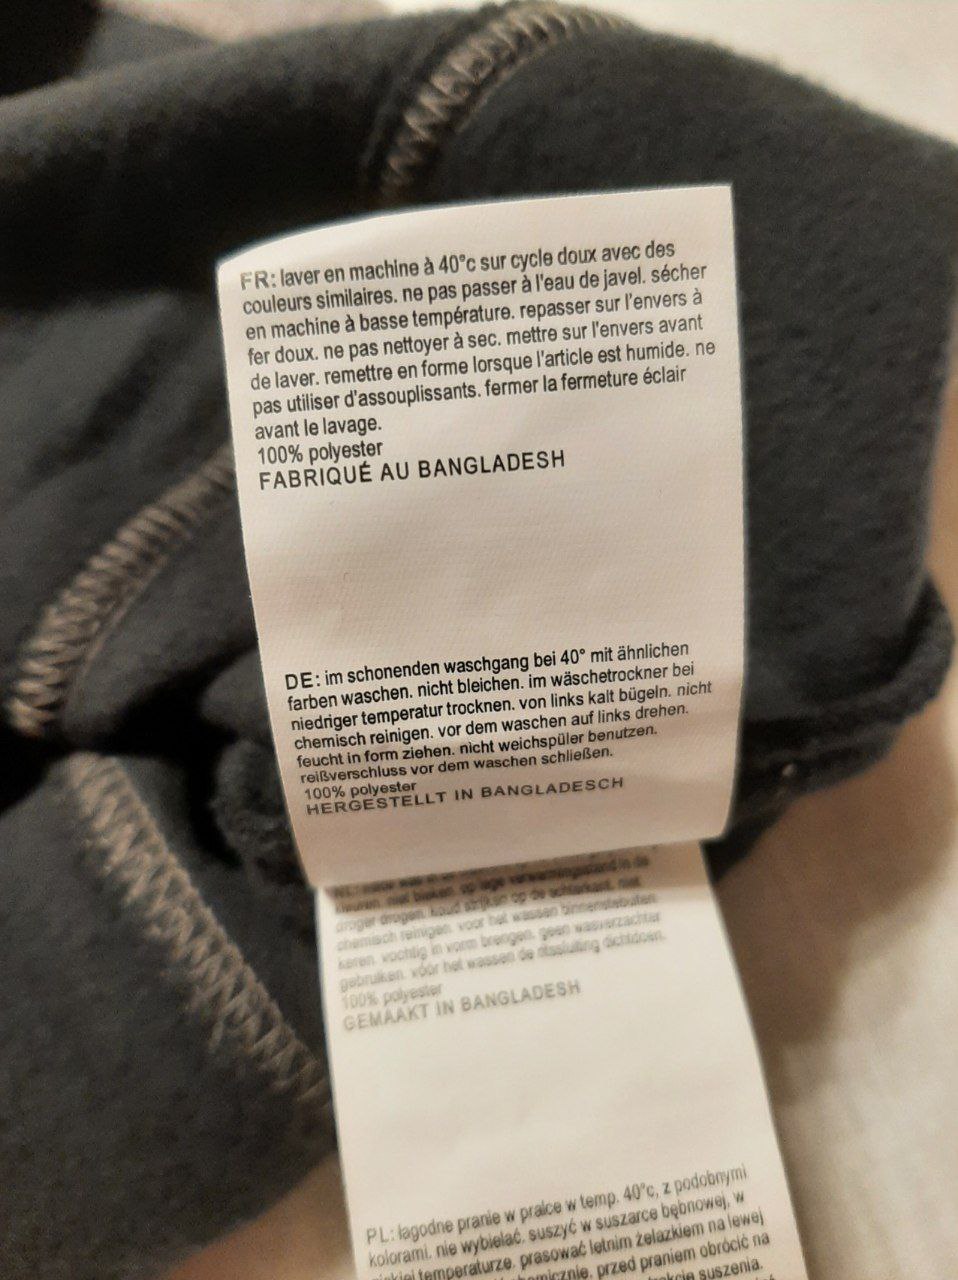 FR: laver en machine à 40°c sur cycle doux avec des
couleurs similaires. ne pas passer à l'eau de javel. sécher
en machine à basse température. repasser sur l'envers à
fer doux. ne pas nettoyer à sec. mettre sur l'envers avant
de laver. remettre en forme lorsque l'article est humide. ne
pas utiliser d'assouplissants. fermer la fermeture éclair
avant le lavage.
100% polyester
FABRIQUÉ AU BANGLADESH
DE: im schonenden waschgang bei 40° mit ähnlichen
farben waschen. nicht bleichen. im wäschetrockner bei
niedriger temperatur trocknen. von links kalt bügeln. nicht
chemisch reinigen. vor dem waschen auf links drehen.
feucht in form ziehen. nicht weichspüler benutzen.
reißverschluss vor dem waschen schließen.
100% polyester
HERGESTELLT IN BANGLADESCH
kleuren. niet bleken. op lage
droger drogen. koud strijken op de achterkant. niet
chemisch reinigen. voor het wassen binnenstebuiten
keren. vochtig in vorm brengen. geen wasverzachter
gebruiken. vóór het wassen de ritssluiting dichtdoen.
100% polyester
GEMAAKT IN BANGLADESH
PL: łagodne pranie w pralce w temp. 40°c, z podobnymi
kolorami. nie wybielać. suszyć w suszarce bębnowej, w
niskiej temperaturze. prasować letnim żelazkiem na lewej
przed praniem obrócić na
suszenia.